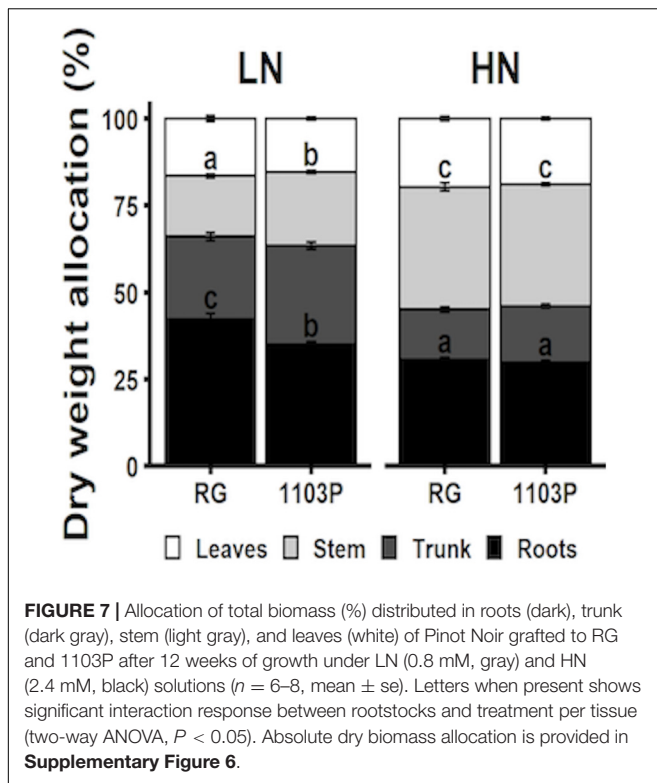 LN HN
Dry weight allocation (%)
100
75
50
25
0
a b c c
c b a a
RG 1103P RG 1103P
Leaves Stem Trunk Roots
FIGURE 7 | Allocation of total biomass (%) distributed in roots (dark), trunk
(dark gray), stem (light gray), and leaves (white) of Pinot Noir grafted to RG
and 1103P after 12 weeks of growth under LN (0.8 mM, gray) and HN
(2.4 mM, black) solutions (n = 6–8, mean ± se). Letters when present shows
significant interaction response between rootstocks and treatment per tissue
(two-way ANOVA, P < 0.05). Absolute dry biomass allocation is provided in
Supplementary Figure 6.